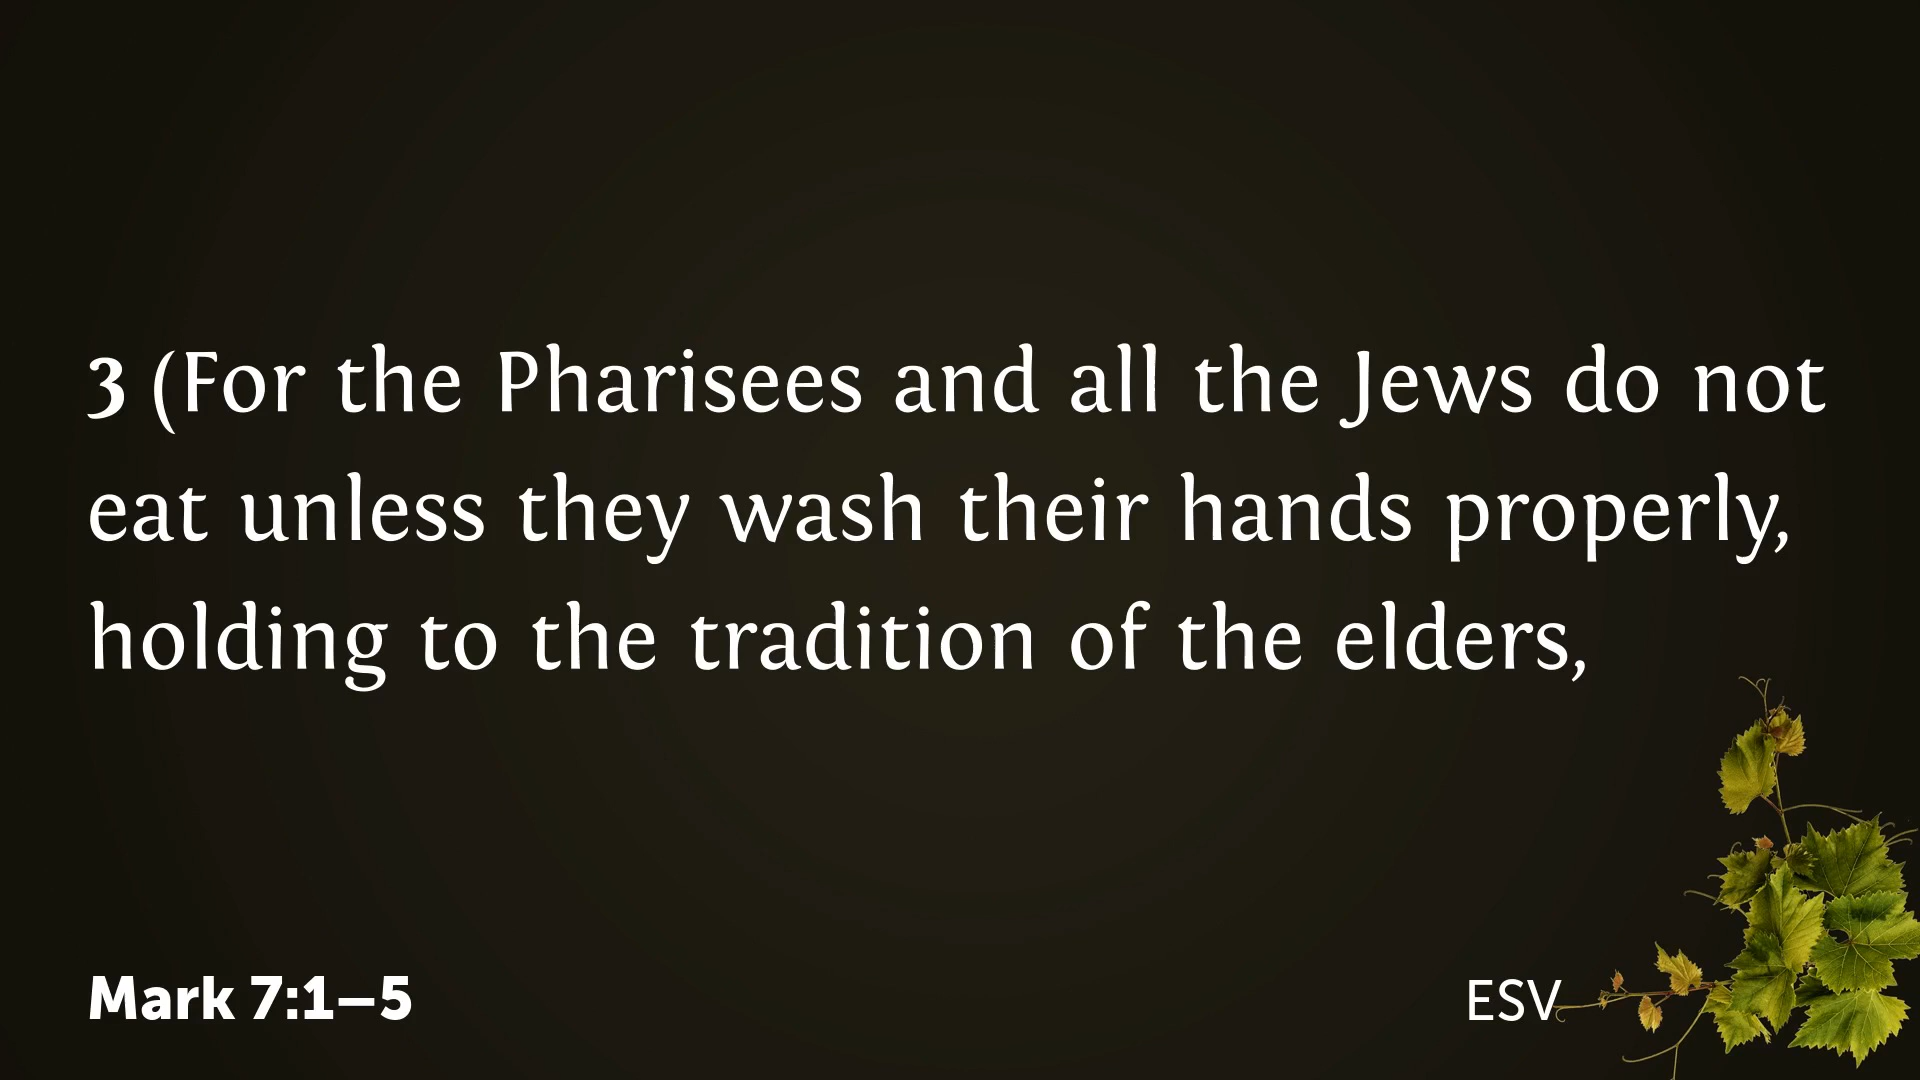 3 (For the Pharisees and all the Jews do not
eat unless they wash their hands properly,
holding to the tradition of the elders,
Mark 7:1–5
ESV